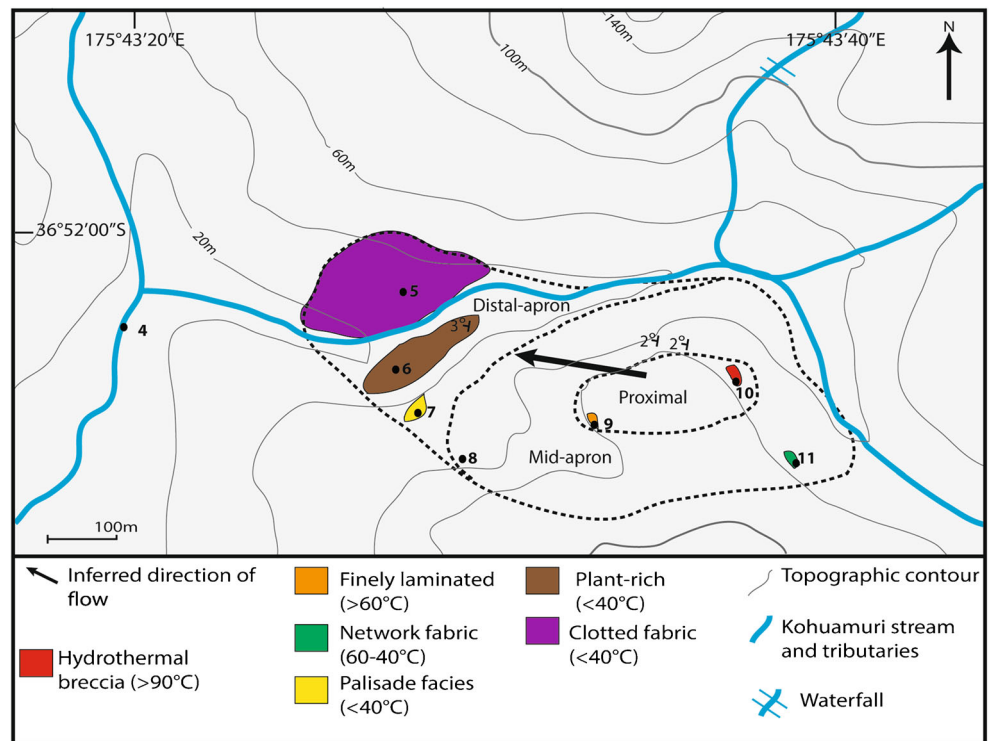 175°43’20”E
140m
175°43’40”E
N
100m
60m
36°52’00”S
20m
5
Distal-apron
4
6
7
Proximal
10
9
8
Mid-apron
11
100m
Inferred direction of
flow
Hydrothermal
breccia (>90°C)
Finely laminated
(>60°C)
Network fabric
(60-40°C)
Palisade facies
(<40°C)
Plant-rich
(<40°C)
Clotted fabric
(<40°C)
Topographic contour
Kohuamuri stream
and tributaries
Waterfall